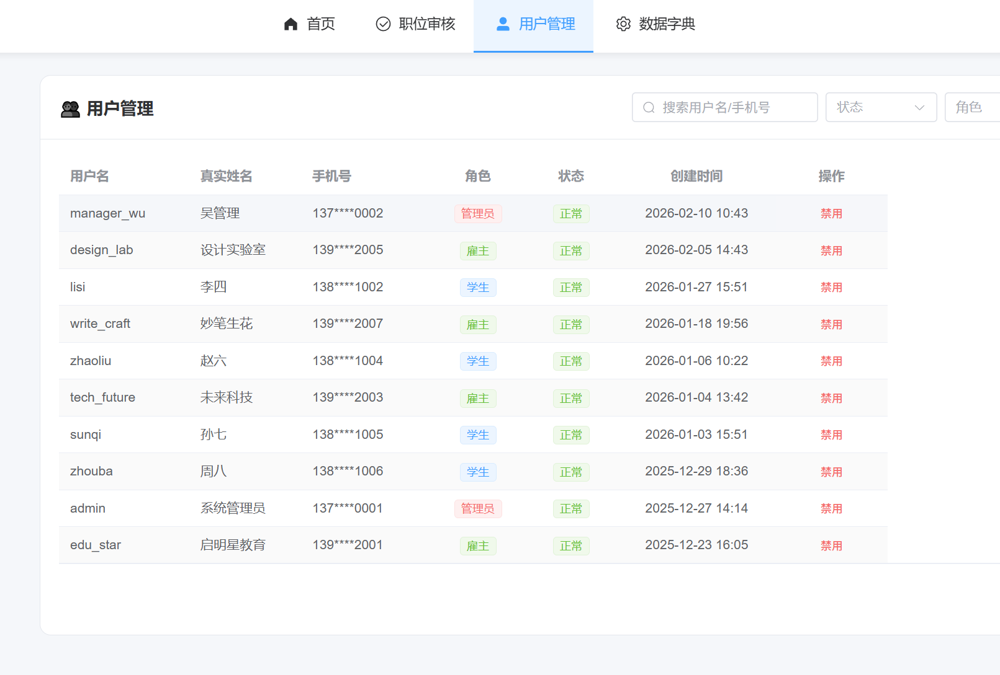 首页 职位审核 用户管理 数据字典
用户管理 搜索用户名/手机号 状态 角色
用户名 真实姓名 手机号 角色 状态 创建时间 操作
manager_wu 吴管理 137****0002 管理员 正常 2026-02-10 10:43 禁用
design_lab 设计实验室 139****2005 雇主 正常 2026-02-05 14:43 禁用
lisi 李四 138****1002 学生 正常 2026-01-27 15:51 禁用
write_craft 妙笔生花 139****2007 雇主 正常 2026-01-18 19:56 禁用
zhaoliu 赵六 138****1004 学生 正常 2026-01-06 10:22 禁用
tech_future 未来科技 139****2003 雇主 正常 2026-01-04 13:42 禁用
sunqi 孙七 138****1005 学生 正常 2026-01-03 15:51 禁用
zhouba 周八 138****1006 学生 正常 2025-12-29 18:36 禁用
admin 系统管理员 137****0001 管理员 正常 2025-12-27 14:14 禁用
edu_star 启明星教育 139****2001 雇主 正常 2025-12-23 16:05 禁用